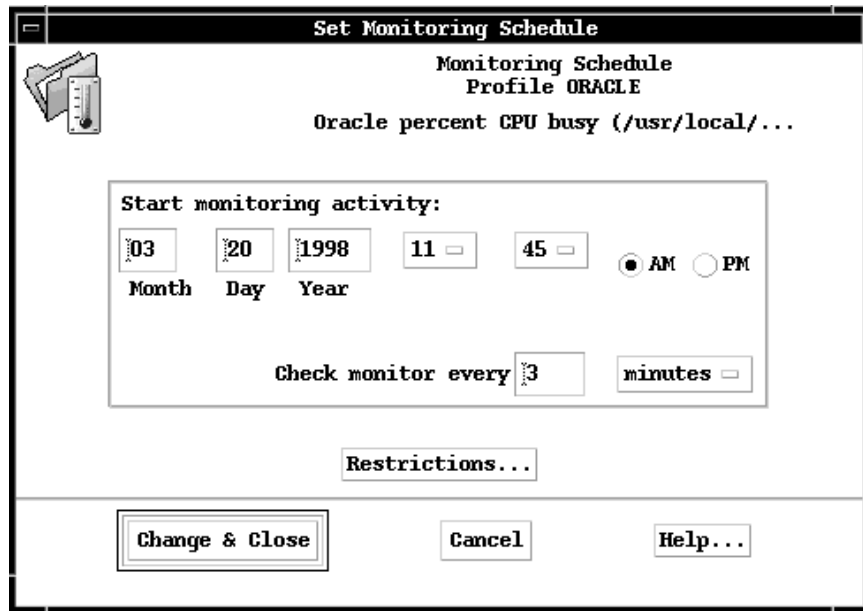 Set Monitoring Schedule
Monitoring Schedule
Profile ORACLE
Oracle percent CPU busy (/usr/local/...
Start monitoring activity:
03 20 1998 11 45 AM PM
Month Day Year
Check monitor every 3 minutes
Restrictions...
Change & Close Cancel Help...